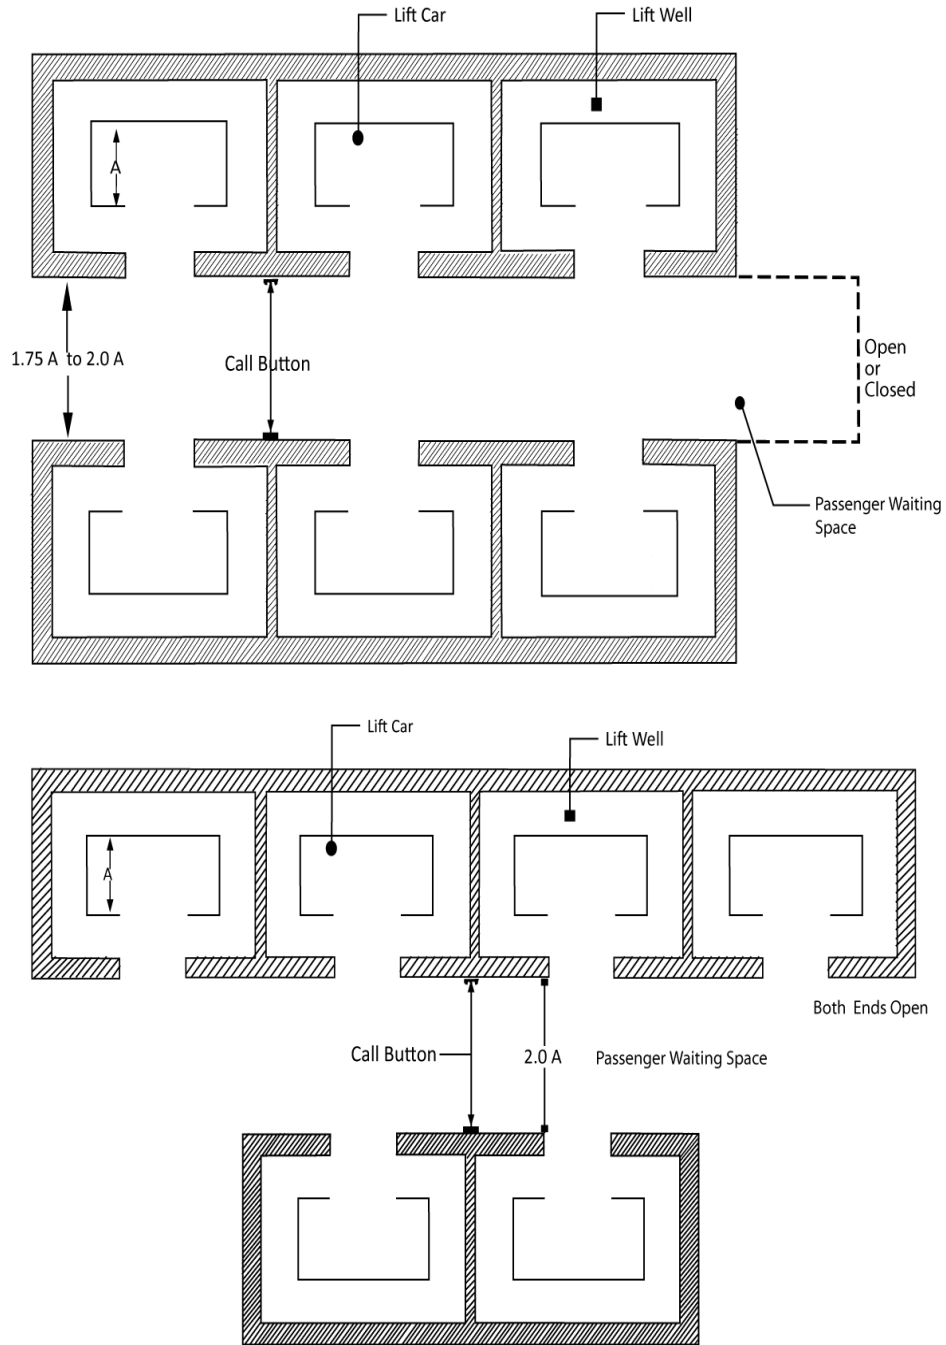 Lift Car
Lift Well
A
1.75 A to 2.0 A
Call Button
Open
or
Closed
Passenger Waiting
Space
Lift Car
Lift Well
A
Both Ends Open
Call Button
2.0 A
Passenger Waiting Space